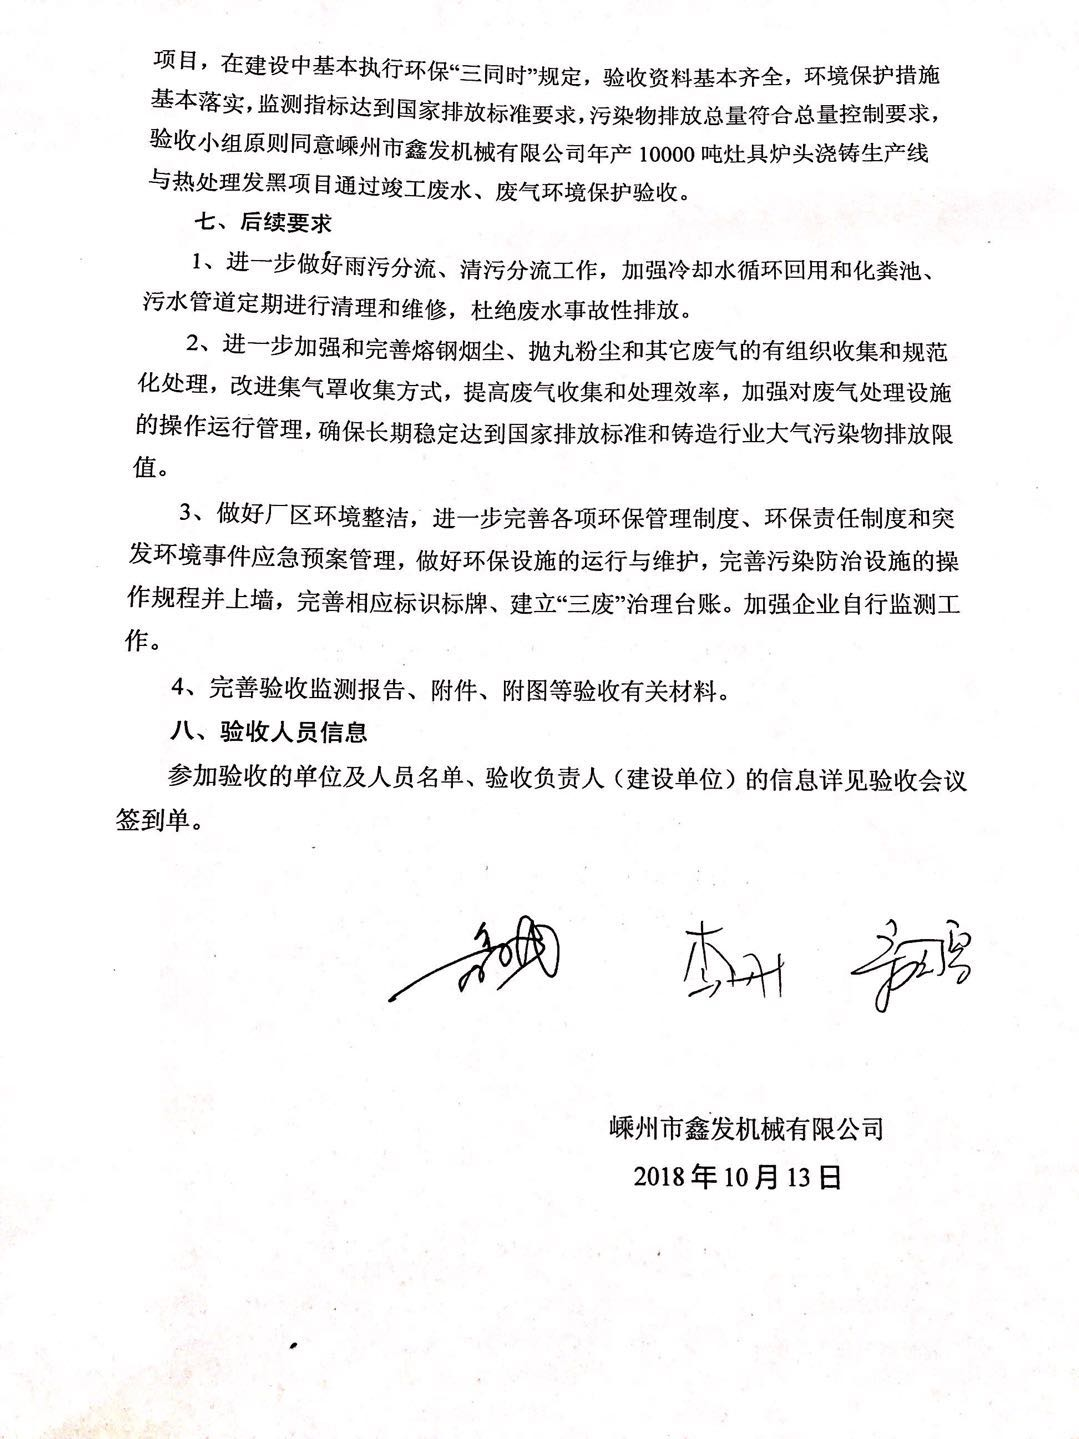 项目，在建设中基本执行环保“三同时”规定，验收资料基本齐全，环境保护措施
基本落实，监测指标达到国家排放标准要求，污染物排放总量符合总量控制要求，
验收小组原则同意嵊州市鑫发机械有限公司年产 10000 吨灶具炉头浇铸生产线
与热处理发黑项目通过竣工废水、废气环境保护验收。
七、后续要求
1、进一步做好雨污分流、清污分流工作，加强冷却水循环回用和化粪池、
污水管道定期进行清理和维修，杜绝废水事故性排放。
2、进一步加强和完善熔钢烟尘、抛丸粉尘和其它废气的有组织收集和规范
化处理，改进集气罩收集方式，提高废气收集和处理效率，加强对废气处理设施
的操作运行管理，确保长期稳定达到国家排放标准和铸造行业大气污染物排放限
值。
3、做好厂区环境整洁，进一步完善各项环保管理制度、环保责任制度和突
发环境事件应急预案管理，做好环保设施的运行与维护，完善污染防治设施的操
作规程并上墙，完善相应标识标牌、建立“三废”治理台账。加强企业自行监测工
作。
4、完善验收监测报告、附件、附图等验收有关材料。
八、验收人员信息
参加验收的单位及人员名单、验收负责人（建设单位）的信息详见验收会议
签到单。
嵊州市鑫发机械有限公司
2018 年 10 月 13 日